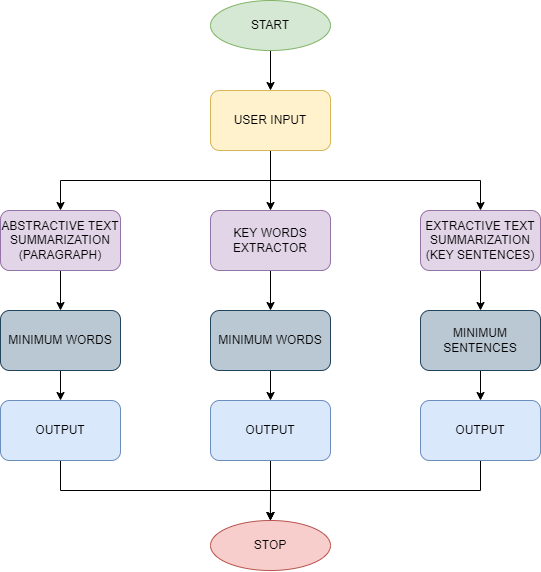 START
USER INPUT
ABSTRACTIVE TEXT
SUMMARIZATION
(PARAGRAPH)
KEY WORDS
EXTRACTOR
EXTRACTIVE TEXT
SUMMARIZATION
(KEY SENTENCES)
MINIMUM WORDS
MINIMUM WORDS
MINIMUM
SENTENCES
OUTPUT
OUTPUT
OUTPUT
STOP